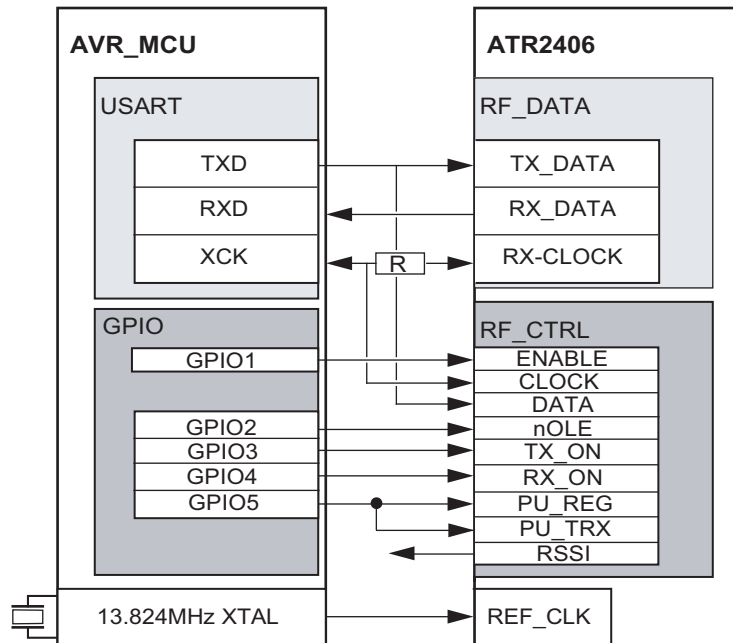 AVR_MCU
USART
TXD
RXD
XCK
GPIO
GPIO1
GPIO2
GPIO3
GPIO4
GPIO5
13.824MHz XTAL
R
ATR2406
RF_DATA
TX_DATA
RX_DATA
RX-CLOCK
RF_CTRL
ENABLE
CLOCK
DATA
nOLE
TX_ON
RX_ON
PU_REG
PU_TRX
RSSI
REF_CLK